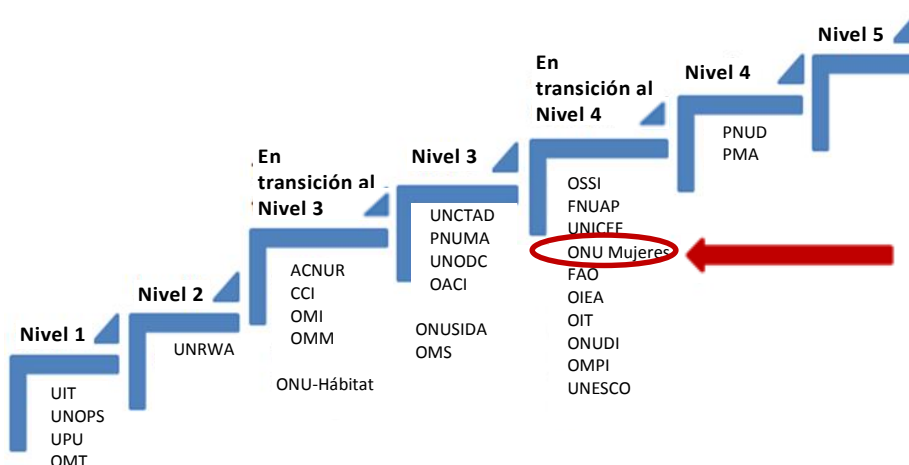 Nivel 1
UIT
UNOPS
UPU
OMT
Nivel 2
UNRWA
En
transición al
Nivel 3
ACNUR
CCI
OMI
OMM
ONU-Hábitat
Nivel 3
UNCTAD
PNUMA
UNODC
OACI
ONUSIDA
OMS
En
transición al
Nivel 4
OSSI
FNUAP
UNICEF
ONU Mujeres
FAO
OIEA
OIT
ONUDI
OMPI
UNESCO
Nivel 4
PNUD
PMA
Nivel 5